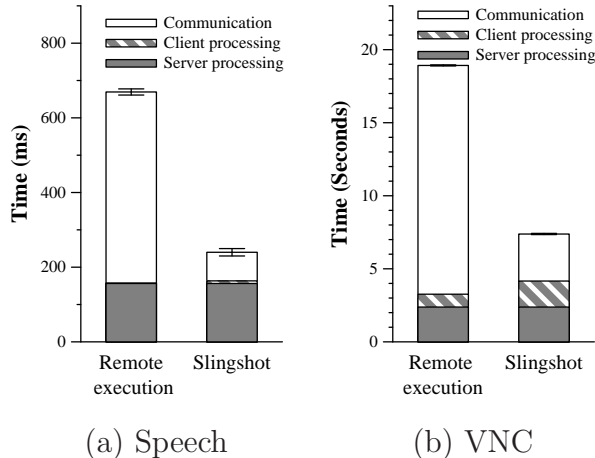 Communication
Client processing
Server processing
800
600
400
200
0
Time (ms)
Remote execution
Slingshot
(a) Speech
Communication
Client processing
Server processing
20
15
10
5
0
Time (Seconds)
Remote execution
Slingshot
(b) VNC